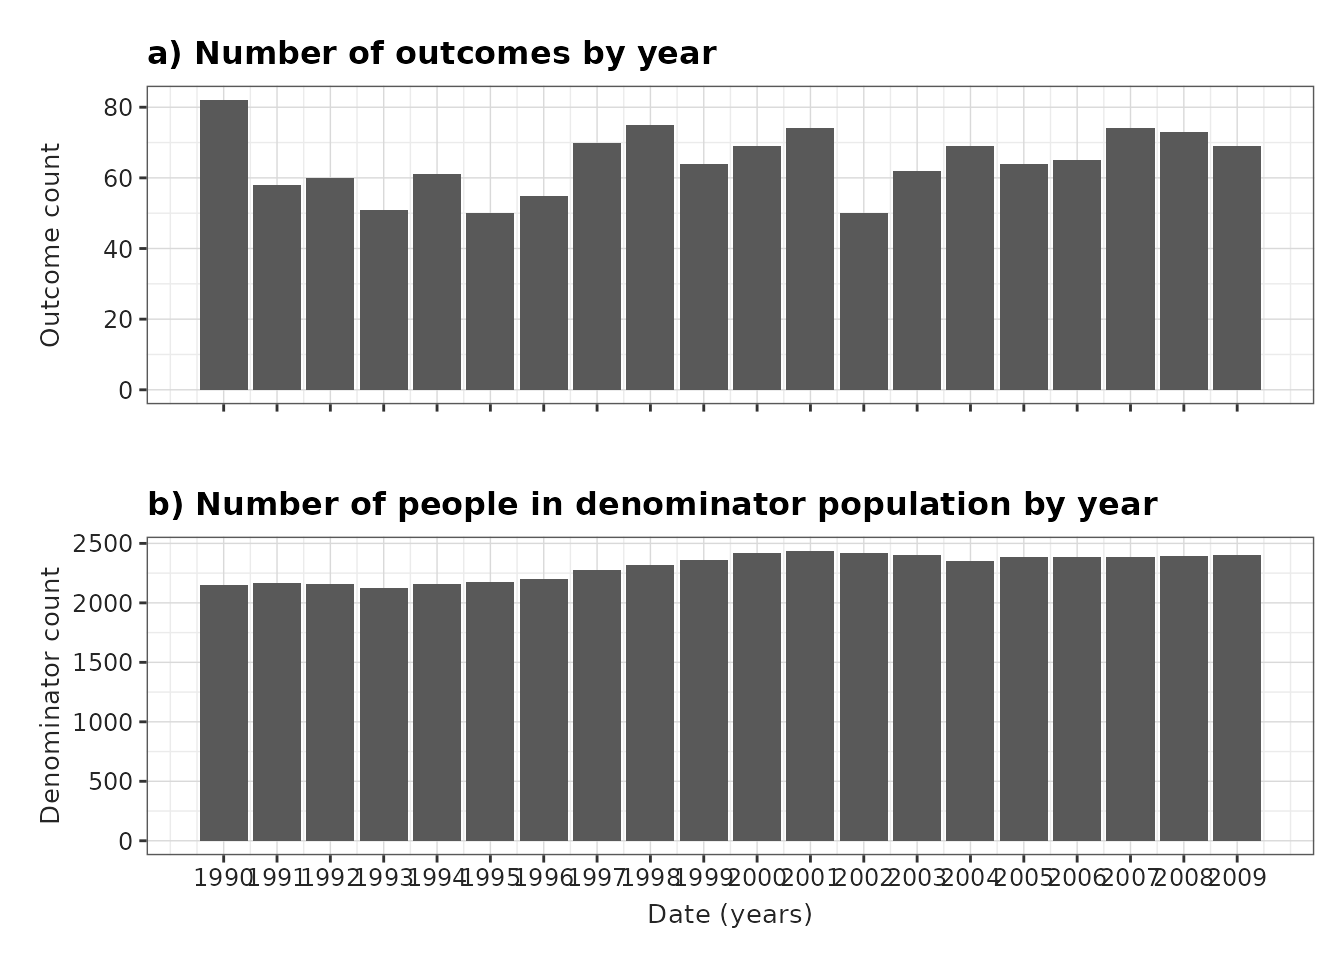 a) Number of outcomes by year
Outcome count
80
60
40
20
0
b) Number of people in denominator population by year
Denominator count
2500
2000
1500
1000
500
0
1990 1991 1992 1993 1994 1995 1996 1997 1998 1999 2000 2001 2002 2003 2004 2005 2006 2007 2008 2009
Date (years)